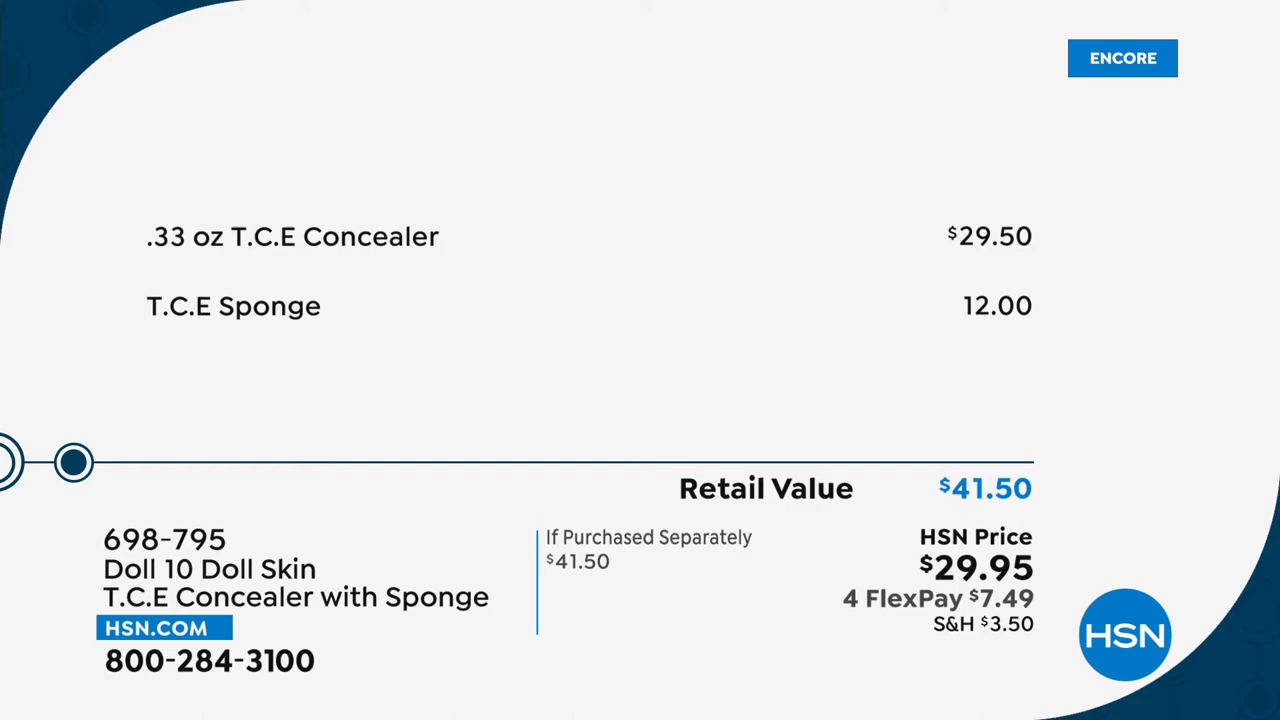 ENCORE
.33 oz T.C.E Concealer $29.50
T.C.E Sponge 12.00
Retail Value $41.50
698-795
Doll 10 Doll Skin
T.C.E Concealer with Sponge
HSN.COM
800-284-3100
If Purchased Separately
$41.50
HSN Price
$29.95
4 FlexPay $7.49
S&H $3.50
HSN